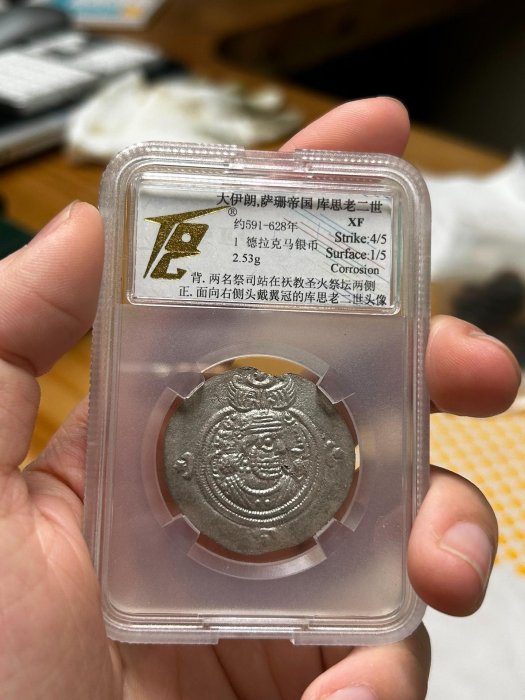 大伊朗,萨珊帝国 库思老二世
®
约591-628年
XF
1 德拉克马银币
Strike:4/5
2.53g
Surface:1/5
Corrosion
背. 两名祭司站在祆教圣火祭坛两侧
正. 面向右侧头戴翼冠的库思老二世头像